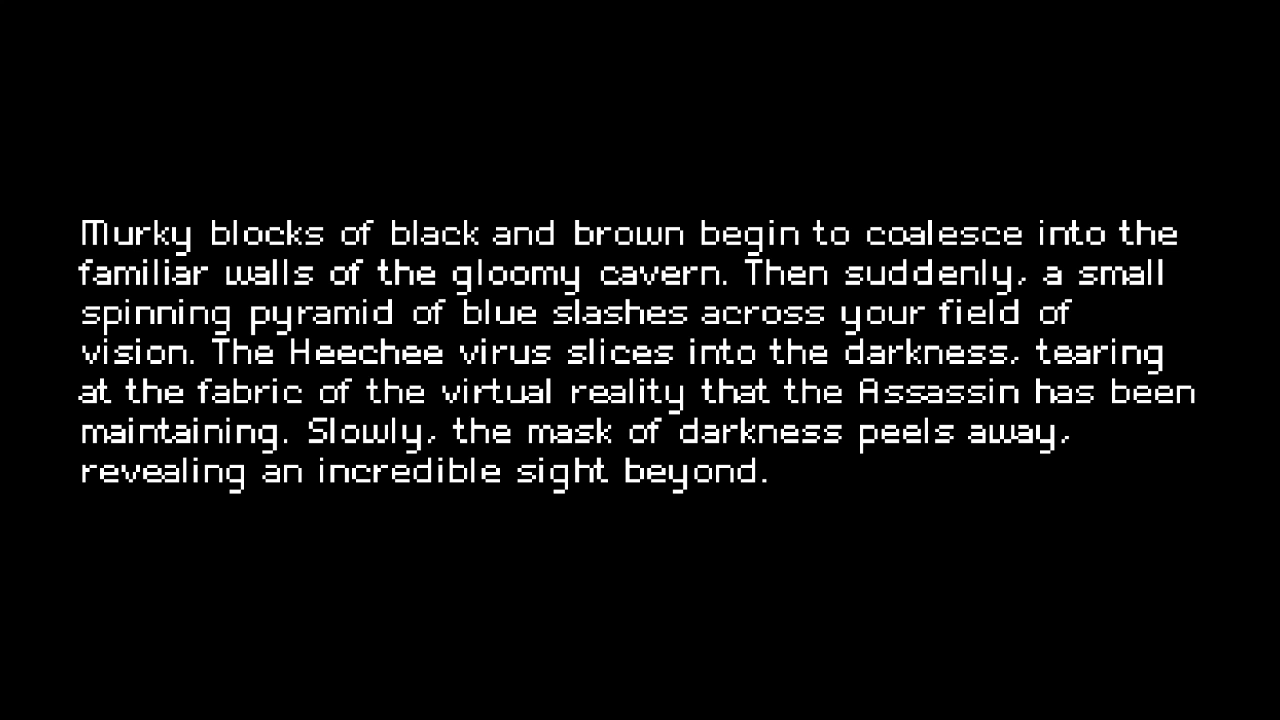 Murky blocks of black and brown begin to coalesce into the
familiar walls of the gloomy cavern. Then suddenly, a small
spinning pyramid of blue slashes across your field of
vision. The Heechee virus slices into the darkness, tearing
at the fabric of the virtual reality that the Assassin has been
maintaining. Slowly, the mask of darkness peels away,
revealing an incredible sight beyond.